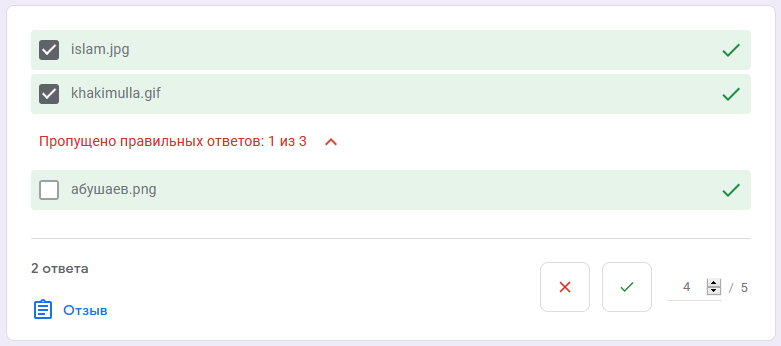 islam.jpg
khakimulla.gif
Пропущено правильных ответов: 1 из 3
абушаев.png
2 ответа
4 / 5
Отзыв